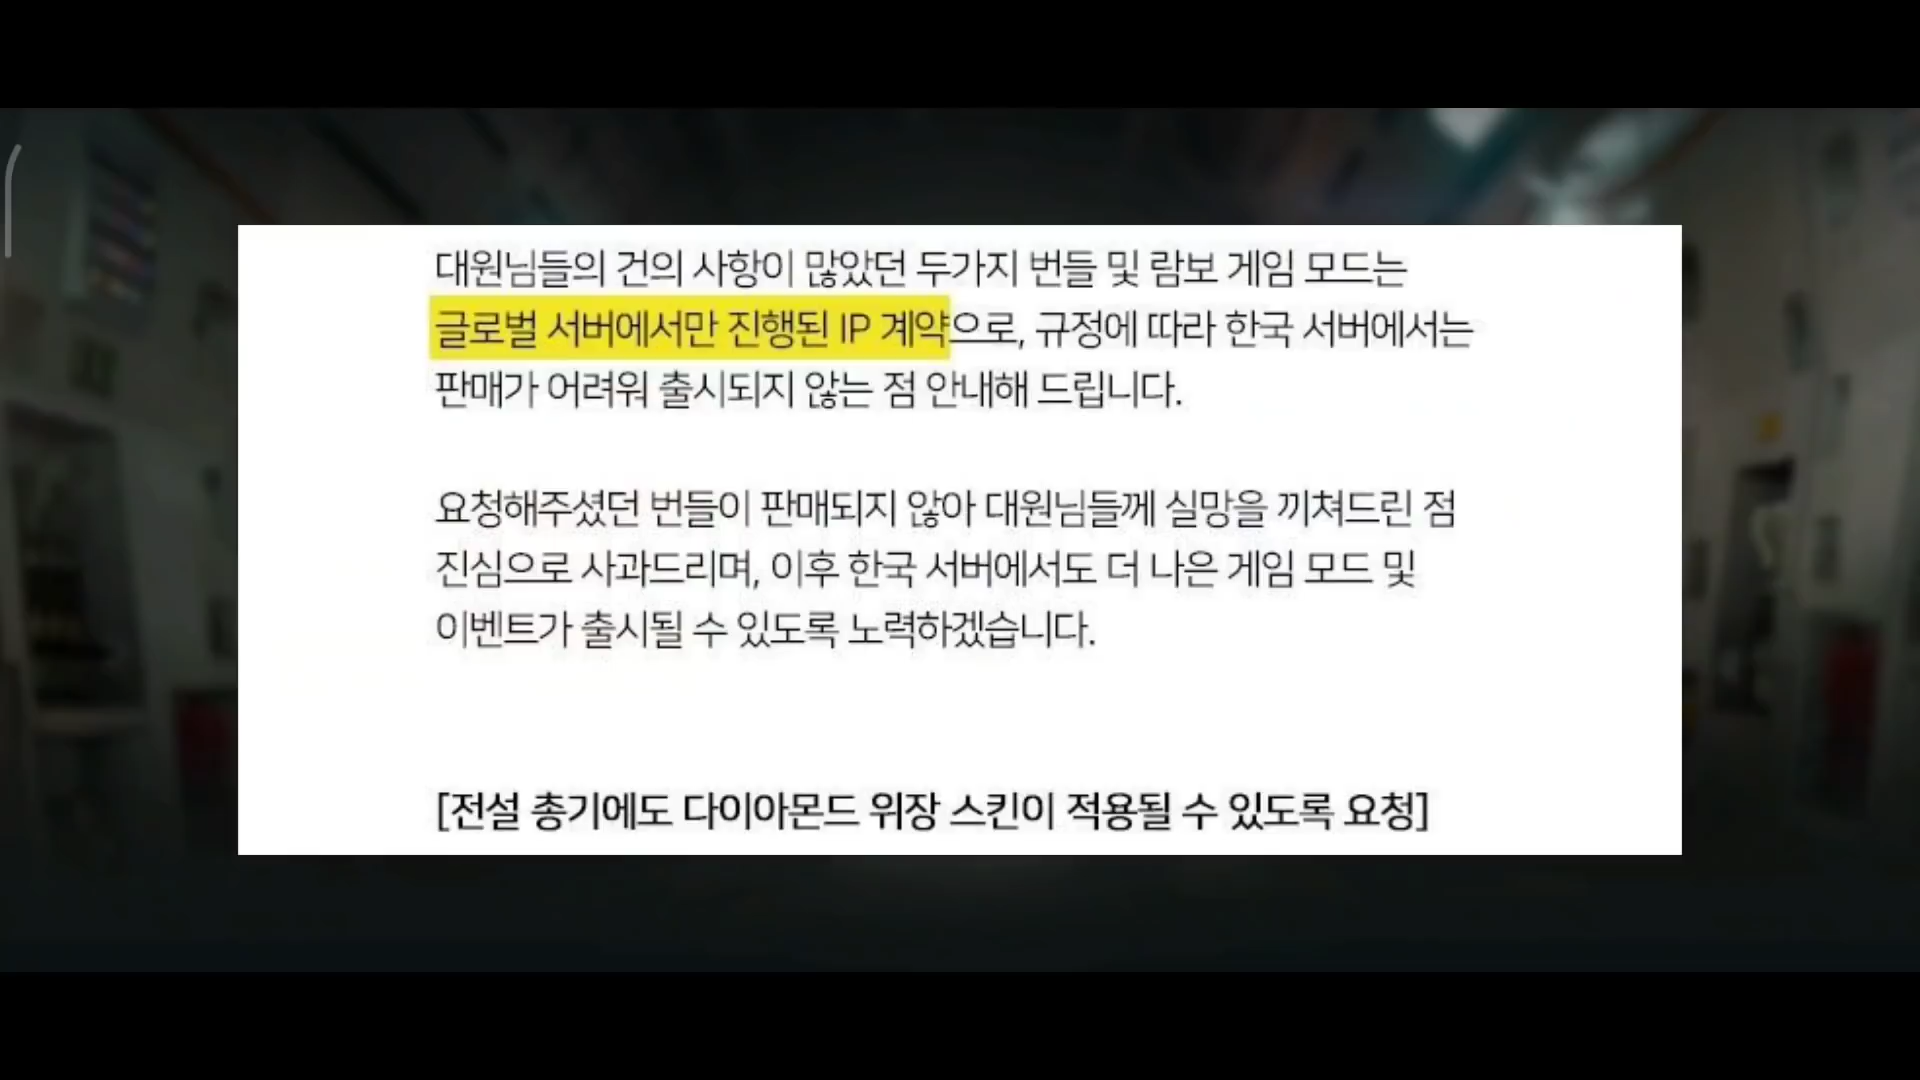 대원님들의 건의 사항이 많았던 두가지 번들 및 람보 게임 모드는
글로벌 서버에서만 진행된 IP 계약으로, 규정에 따라 한국 서버에서는
판매가 어려워 출시되지 않는 점 안내해 드립니다.
요청해주셨던 번들이 판매되지 않아 대원님들께 실망을 끼쳐드린 점
진심으로 사과드리며, 이후 한국 서버에서도 더 나은 게임 모드 및
이벤트가 출시될 수 있도록 노력하겠습니다.
[전설 총기에도 다이아몬드 위장 스킨이 적용될 수 있도록 요청]